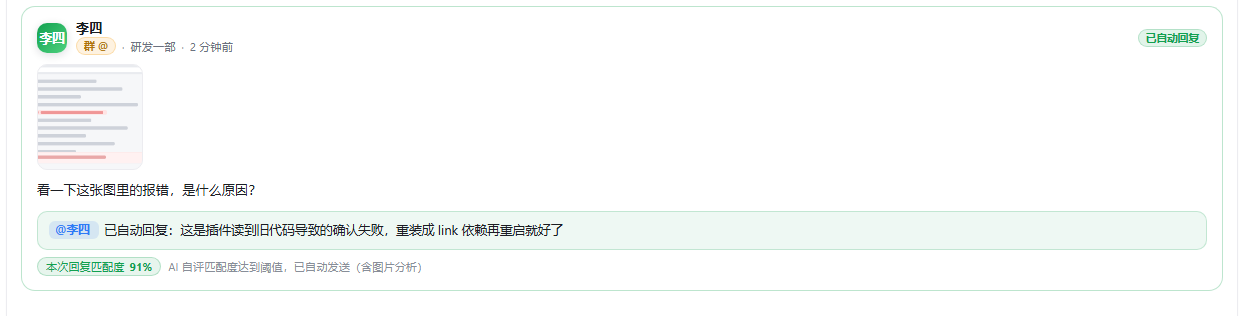 李四
李四
群 @ · 研发一部 · 2 分钟前
已自动回复
看一下这张图里的报错，是什么原因？
@李四 已自动回复：这是插件读到旧代码导致的确认失败，重装成 link 依赖再重启就好了
本次回复匹配度 91% AI 自评匹配度达到阈值，已自动发送（含图片分析）